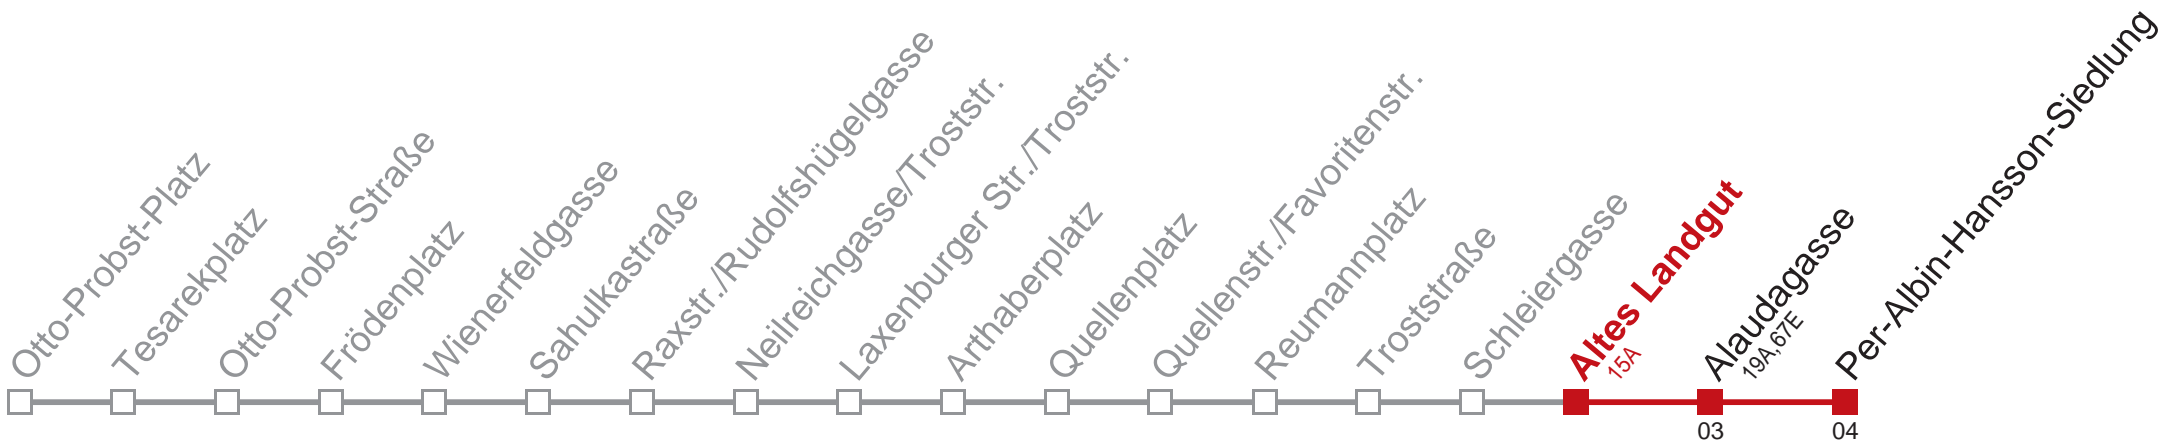 Otto-Probst-Platz
Tesarekplatz
Otto-Probst-Straße
Frödenplatz
Wienerfeldgasse
Sahulkastraße
Raxstr./Rudolfshügelgasse
Neilreichgasse/Troststr.
Laxenburger Str./Troststr.
Arthaberplatz
Quellenplatz
Quellenstr./Favoritenstr.
Reumannplatz
Troststraße
Schleiergasse
Altes Landgut
15A
Alaudagasse
19A,67E
Per-Albin-Hansson-Siedlung
03
04